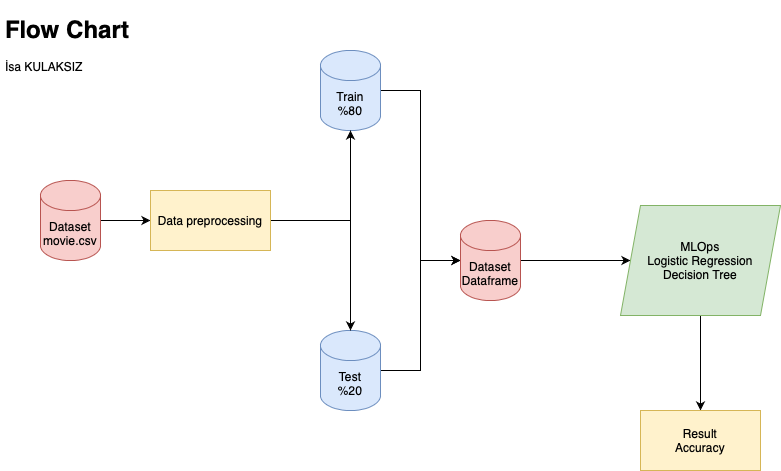 Flow Chart
İsa KULAKSIZ
Train
%80
Dataset
movie.csv
Data preprocessing
Dataset
Dataframe
MLOps
Logistic Regression
Decision Tree
Test
%20
Result
Accuracy